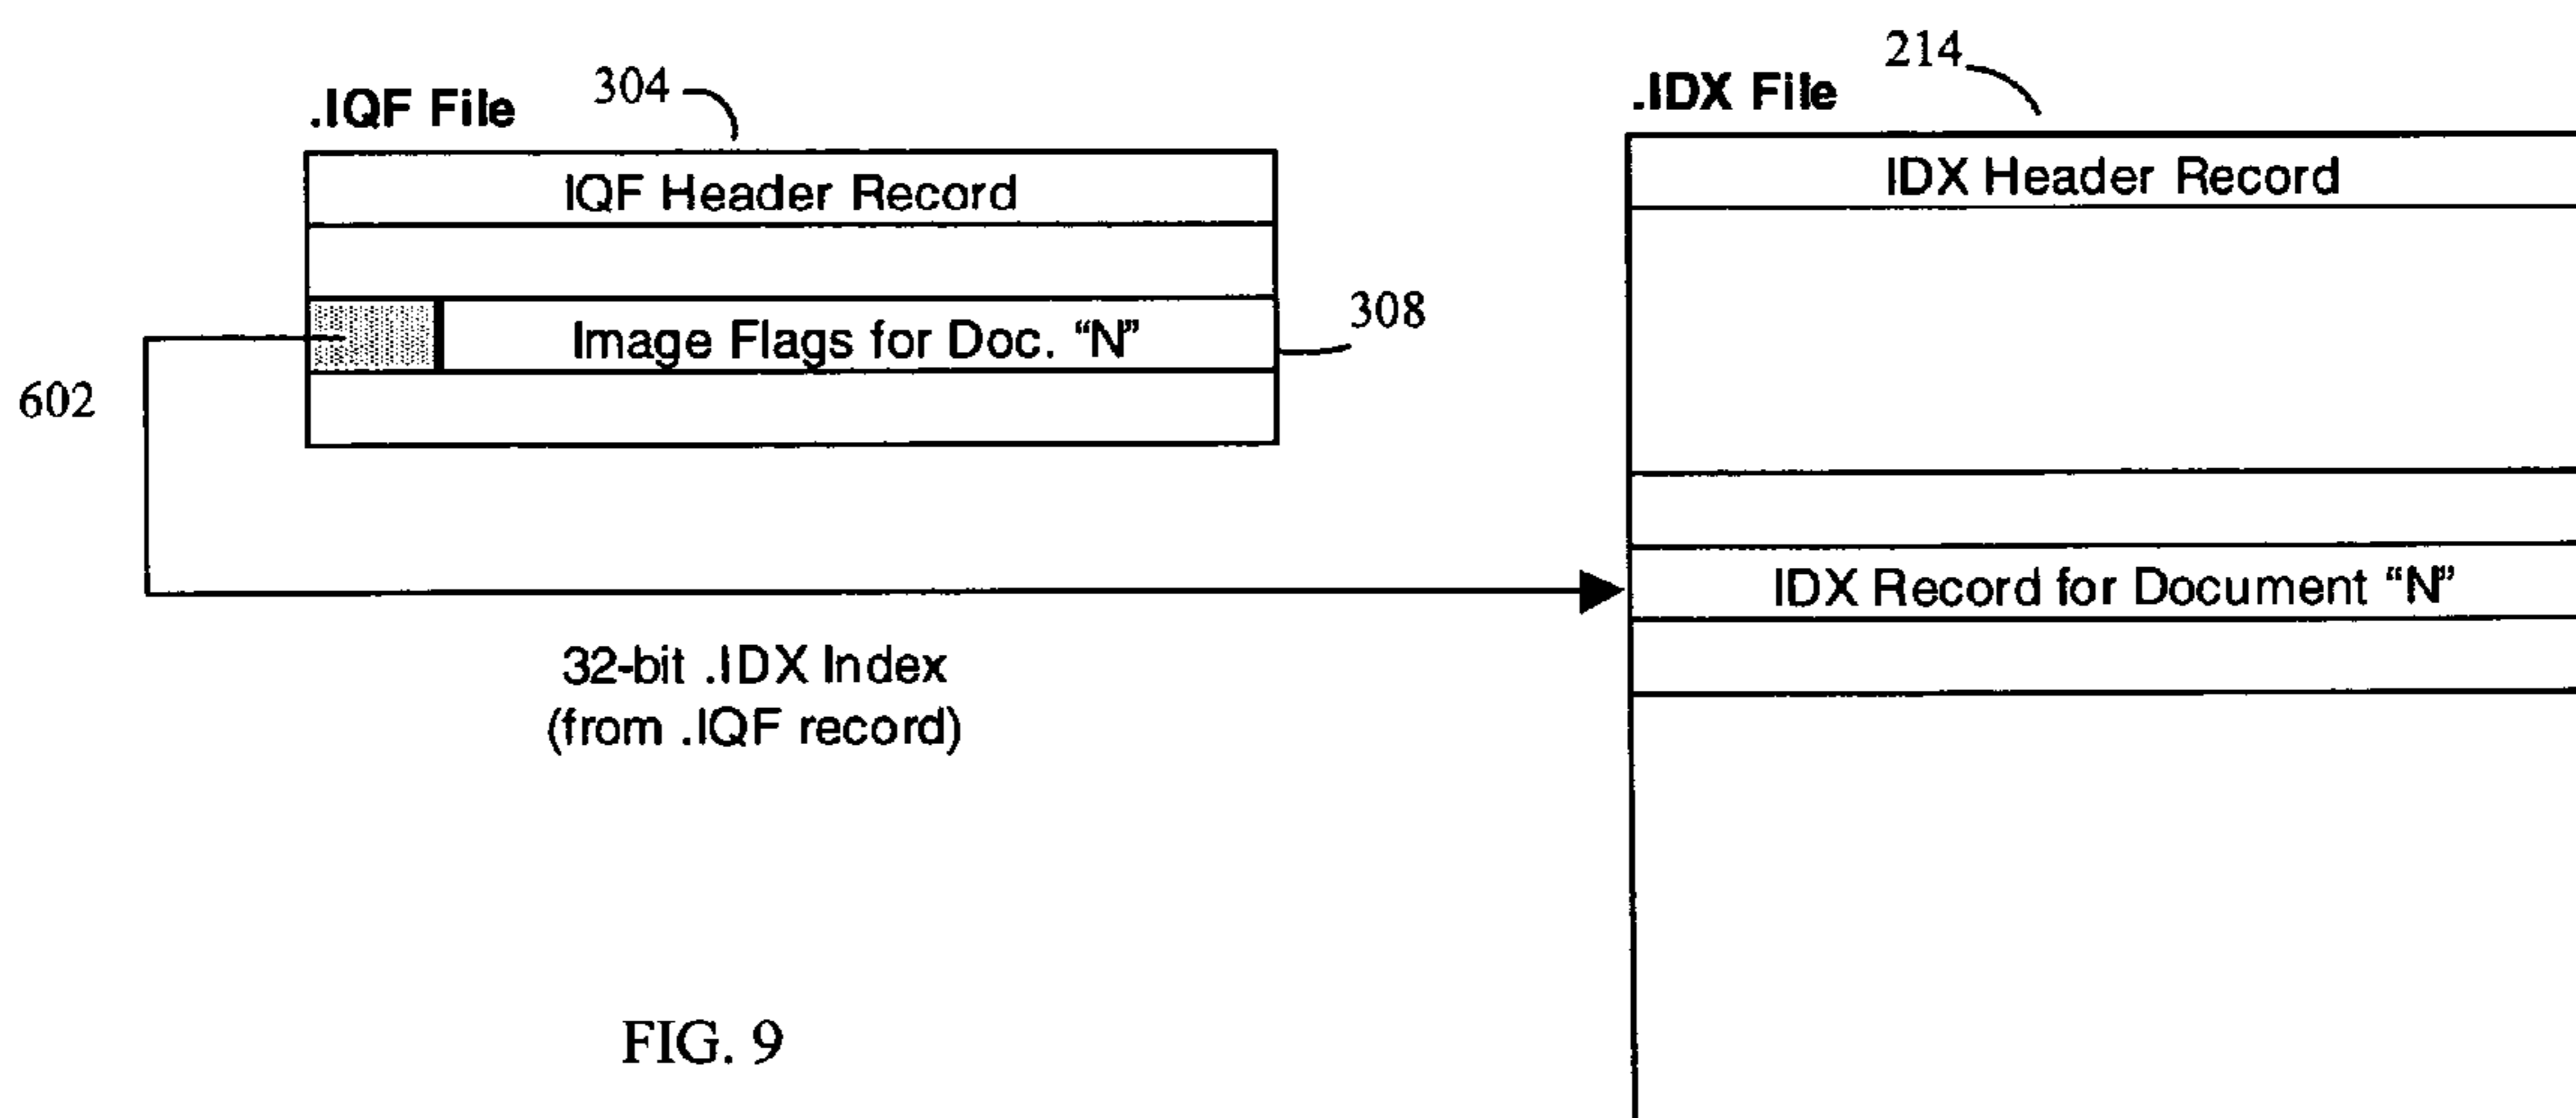 304
.IQF File
IQF Header Record
Image Flags for Doc. “N”
308
602
32-bit .IDX Index
(from .IQF record)
214
.IDX File
IDX Header Record
IDX Record for Document “N”
FIG. 9